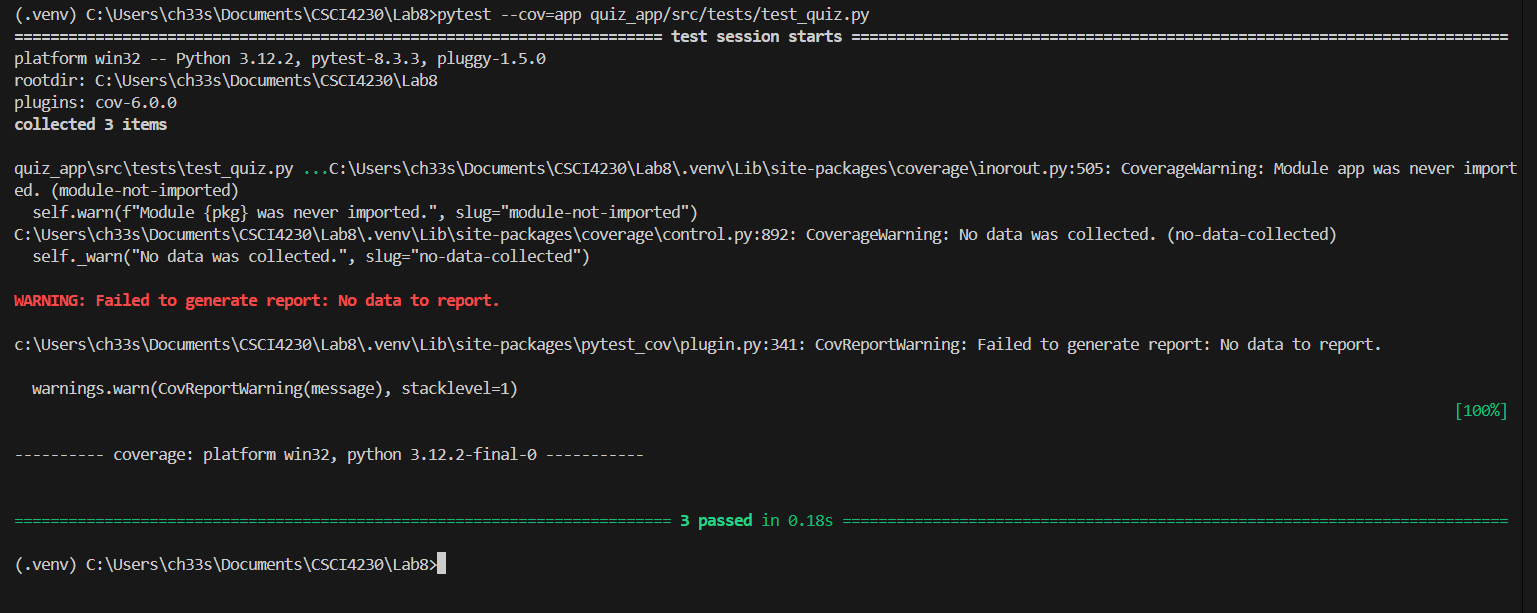 (.venv) C:\Users\ch33s\Documents\CSCI4230\Lab8>pytest --cov=app quiz_app/src/tests/test_quiz.py
======================================================================== test session starts =========================================================================
platform win32 -- Python 3.12.2, pytest-8.3.3, pluggy-1.5.0
rootdir: C:\Users\ch33s\Documents\CSCI4230\Lab8
plugins: cov-6.0.0
collected 3 items
quiz_app\src\tests\test_quiz.py ...C:\Users\ch33s\Documents\CSCI4230\Lab8\.venv\Lib\site-packages\coverage\inorout.py:505: CoverageWarning: Module app was never import
ed. (module-not-imported)
  self.warn(f"Module {pkg} was never imported.", slug="module-not-imported")
C:\Users\ch33s\Documents\CSCI4230\Lab8\.venv\Lib\site-packages\coverage\control.py:892: CoverageWarning: No data was collected. (no-data-collected)
  self._warn("No data was collected.", slug="no-data-collected")
WARNING: Failed to generate report: No data to report.
c:\Users\ch33s\Documents\CSCI4230\Lab8\.venv\Lib\site-packages\pytest_cov\plugin.py:341: CovReportWarning: Failed to generate report: No data to report.
  warnings.warn(CovReportWarning(message), stacklevel=1)
[100%]
---------- coverage: platform win32, python 3.12.2-final-0 -----------
========================================================================= 3 passed in 0.18s ==========================================================================
(.venv) C:\Users\ch33s\Documents\CSCI4230\Lab8>